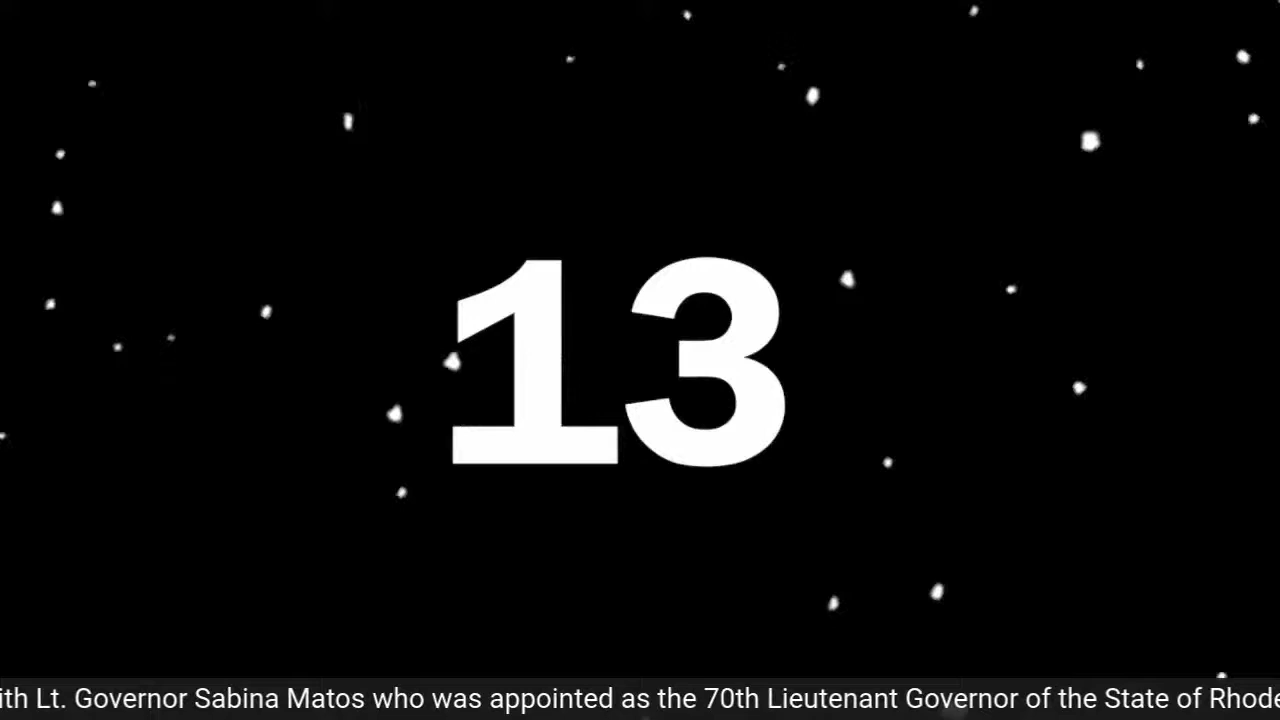 13
ith Lt. Governor Sabina Matos who was appointed as the 70th Lieutenant Governor of the State of Rhode